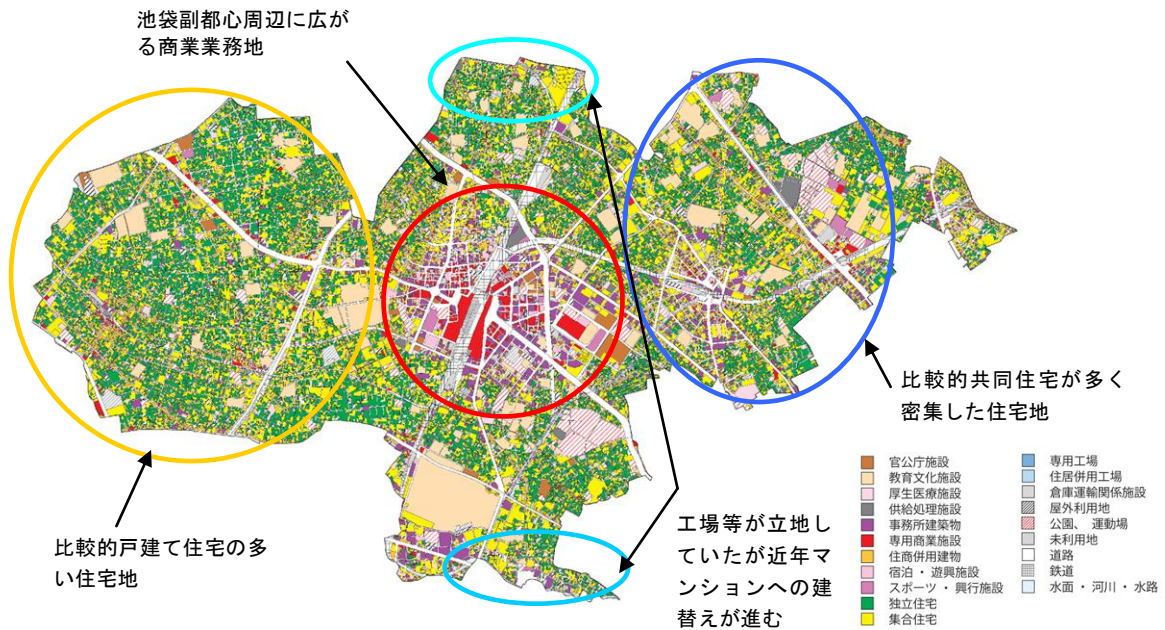 池袋副都心周辺に広が
る商業業務地
比較的戸建て住宅の多
い住宅地
比較的共同住宅が多く
密集した住宅地
工場等が立地し
ていたが近年マ
ンションへの建
替えが進む
官公庁施設
教育文化施設
厚生医療施設
供給処理施設
事務所建築物
専用商業施設
住商併用建物
宿泊・遊興施設
スポーツ・興行施設
独立住宅
集合住宅
専用工場
住居併用工場
倉庫運輸関係施設
屋外利用地
公園、運動場
未利用地
道路
鉄道
水面・河川・水路